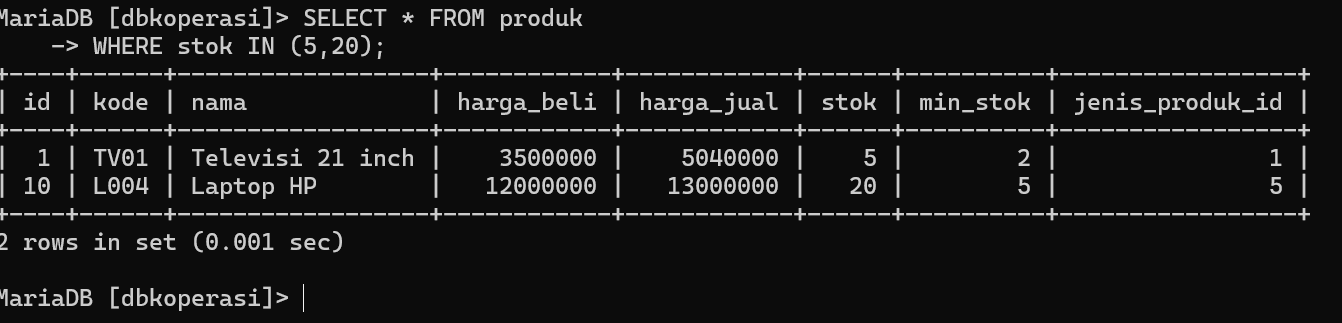 MariaDB [dbkoperasi]> SELECT * FROM produk
    -> WHERE stok IN (5,20);
+----+------+------------------+------------+------------+------+----------+-----------------+
| id | kode | nama             | harga_beli | harga_jual | stok | min_stok | jenis_produk_id |
+----+------+------------------+------------+------------+------+----------+-----------------+
|  1 | TV01 | Televisi 21 inch |    3500000 |    5040000 |    5 |        2 |               1 |
| 10 | L004 | Laptop HP        |   12000000 |   13000000 |   20 |        5 |               5 |
+----+------+------------------+------------+------------+------+----------+-----------------+
2 rows in set (0.001 sec)
MariaDB [dbkoperasi]>